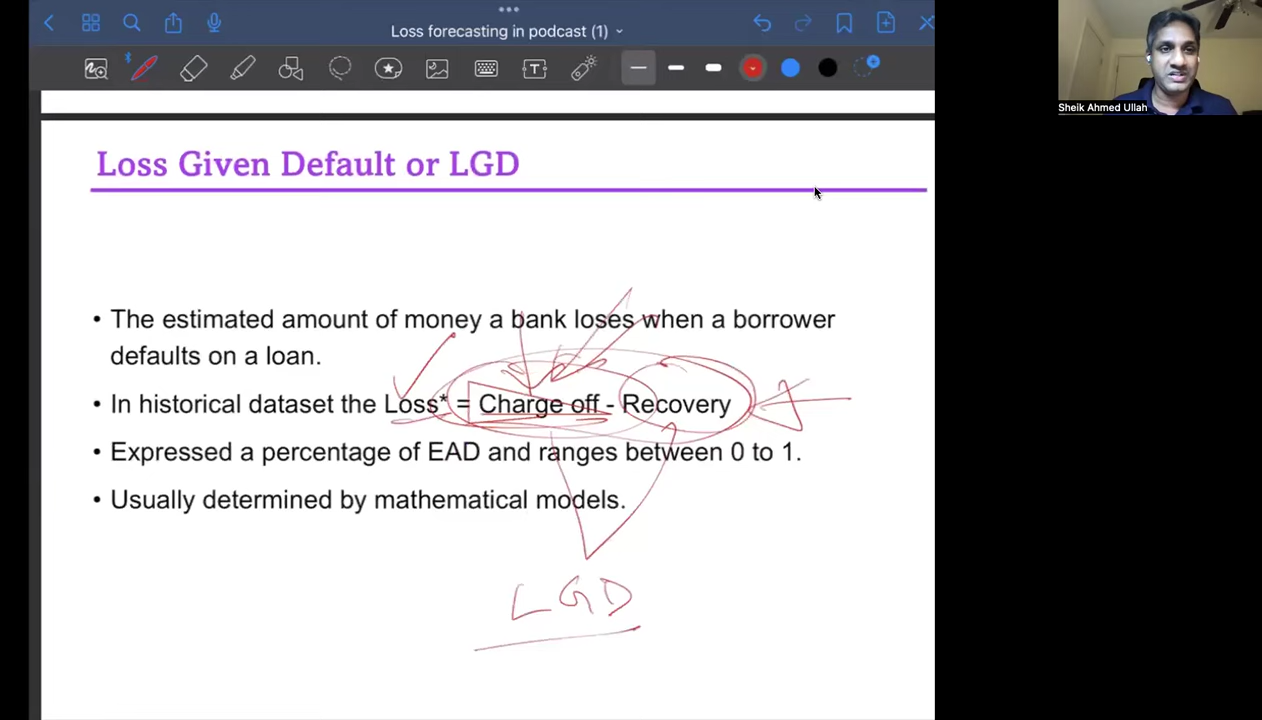 Loss forecasting in podcast (1)
Sheik Ahmed Ullah
Loss Given Default or LGD
• The estimated amount of money a bank loses when a borrower
defaults on a loan.
• In historical dataset the Loss* = Charge off - Recovery
• Expressed a percentage of EAD and ranges between 0 to 1.
• Usually determined by mathematical models.
LGD